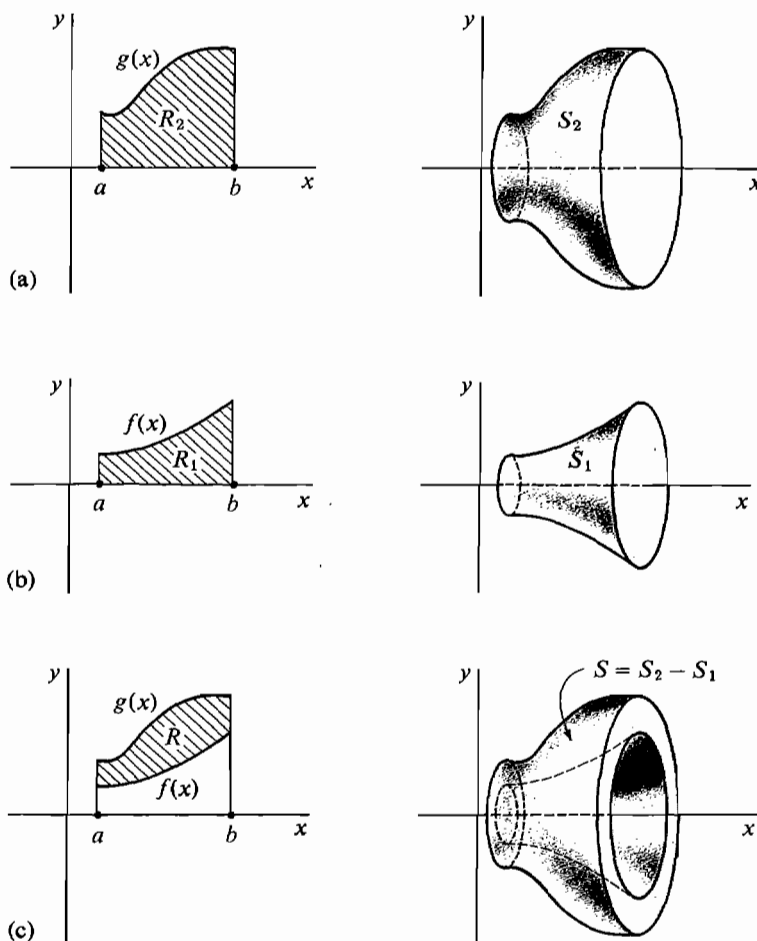 y
g(x)
R₂
a
b
x
(a)
y
S₂
x
y
f(x)
R₁
a
b
x
(b)
y
S₁
x
y
g(x)
R
f(x)
a
b
x
(c)
y
S = S₂ − S₁
x